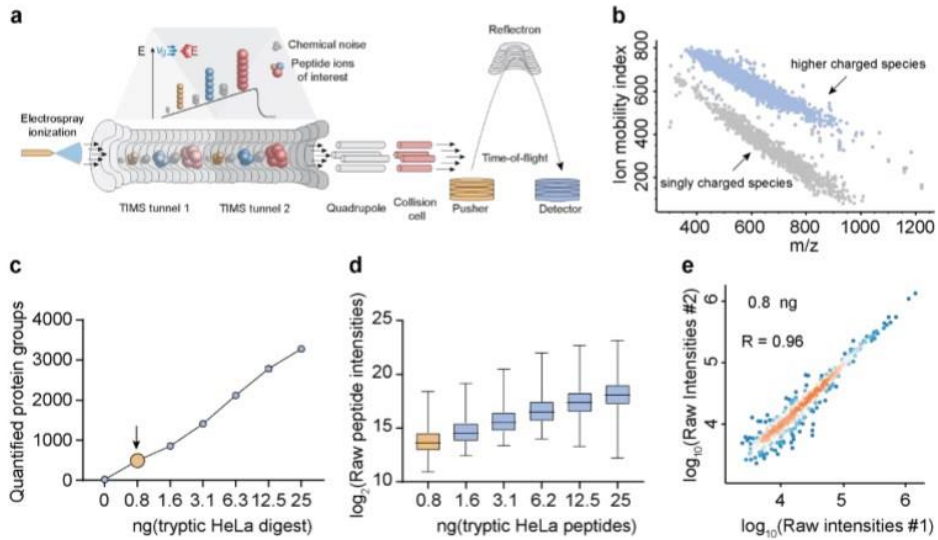 a
E
vg
E
Chemical noise
Peptide ions
of interest
Reflectron
Electrospray
ionization
Time-of-flight
TIMS tunnel 1
TIMS tunnel 2
Quadrupole
Collision
cell
Pusher
Detector
b
Ion mobility index
800
600
400
200
higher charged
species
singly charged species
400
600
800
1000
1200
m/z
c
Quantified protein groups
4000
3000
2000
1000
0
0
0.8
1.6
3.1
6.3
12.5
25
ng(tryptic HeLa digest)
d
log2(Raw peptide intensities)
25
20
15
10
0.8
1.6
3.1
6.2
12.5
25
ng(tryptic HeLa peptides)
e
log10(Raw Intensities #2)
6
5
4
0.8 ng
R = 0.96
4
5
6
log10(Raw intensities #1)